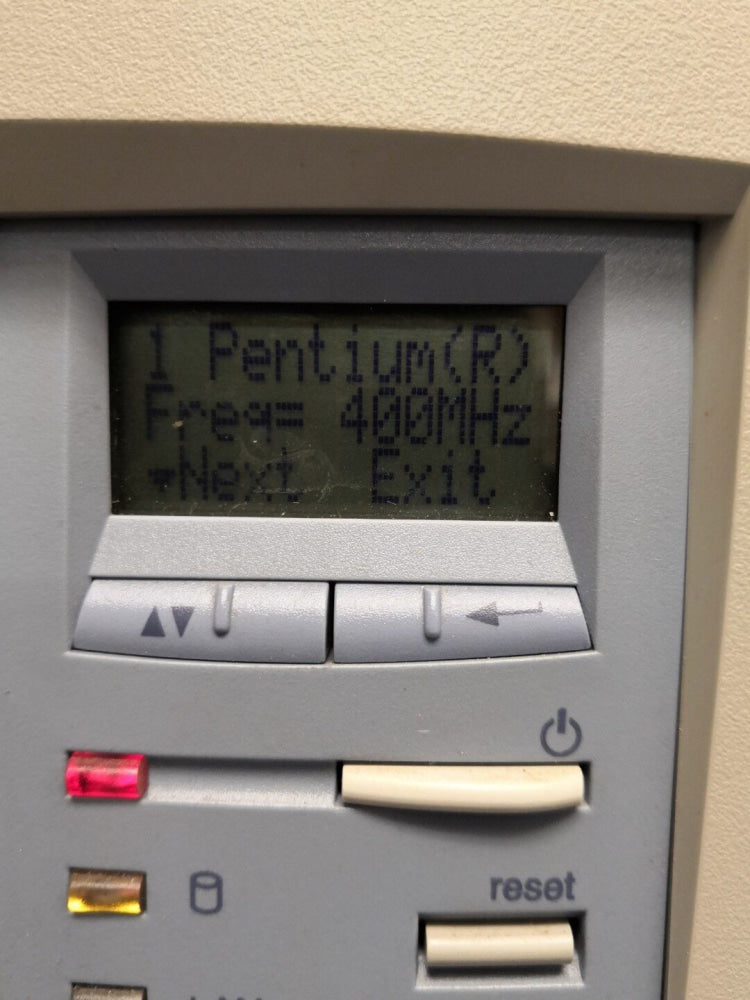 1 Pentium(R)
Freq= 400MHz
Next Exit
reset